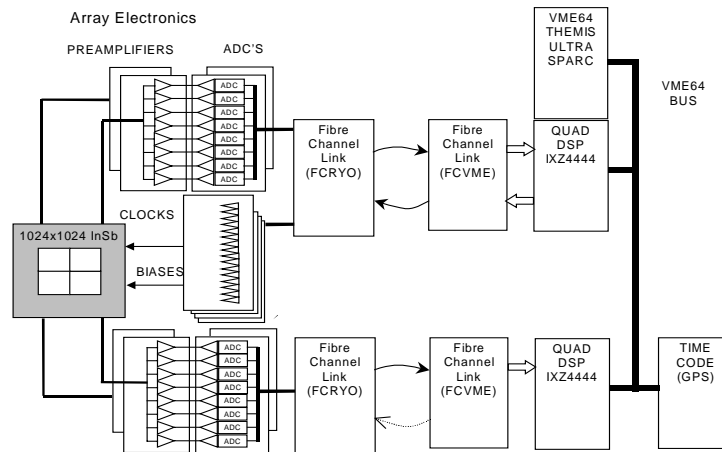 Array Electronics
PREAMPLIFIERS
ADC'S
ADC
ADC
ADC
ADC
ADC
ADC
ADC
ADC
Fibre
Channel
Link
(FCRYO)
Fibre
Channel
Link
(FCVME)
VME64
THEMIS
ULTRA
SPARC
VME64
BUS
QUAD
DSP
IXZ4444
CLOCKS
BIASES
1024x1024 InSb
ADC
ADC
ADC
ADC
ADC
ADC
ADC
ADC
Fibre
Channel
Link
(FCRYO)
Fibre
Channel
Link
(FCVME)
QUAD
DSP
IXZ4444
TIME
CODE
(GPS)